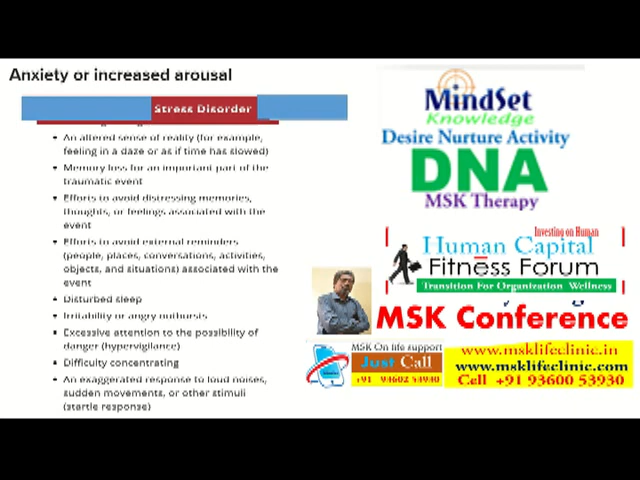 Anxiety or increased arousal
Stress Disorder
An altered sense of reality (for example,
feeling in a daze or as if time has slowed)
Memory loss for an important part of the
traumatic event
Efforts to avoid distressing memories,
thoughts, or feelings associated with the
event
Efforts to avoid external reminders
(people, places, conversations, activities,
objects, and situations) associated with the
event
Disturbed sleep
Irritability or angry outbursts
Excessive attention to the possibility of
danger (hypervigilance)
Difficulty concentrating
An exaggerated response to loud noises,
sudden movements, or other stimuli
(startle response)
MindSet
Knowledge
Desire Nurture Activity
DNA
MSK Therapy
Investing on Human
Human Capital
Fitness Forum
Transition For Organization Wellness
MSK Conference
MSK On life support
Just Call
+91 93602 53930
www.msklifeclinic.in
www.msklifeclinic.com
Cell +91 93600 53930